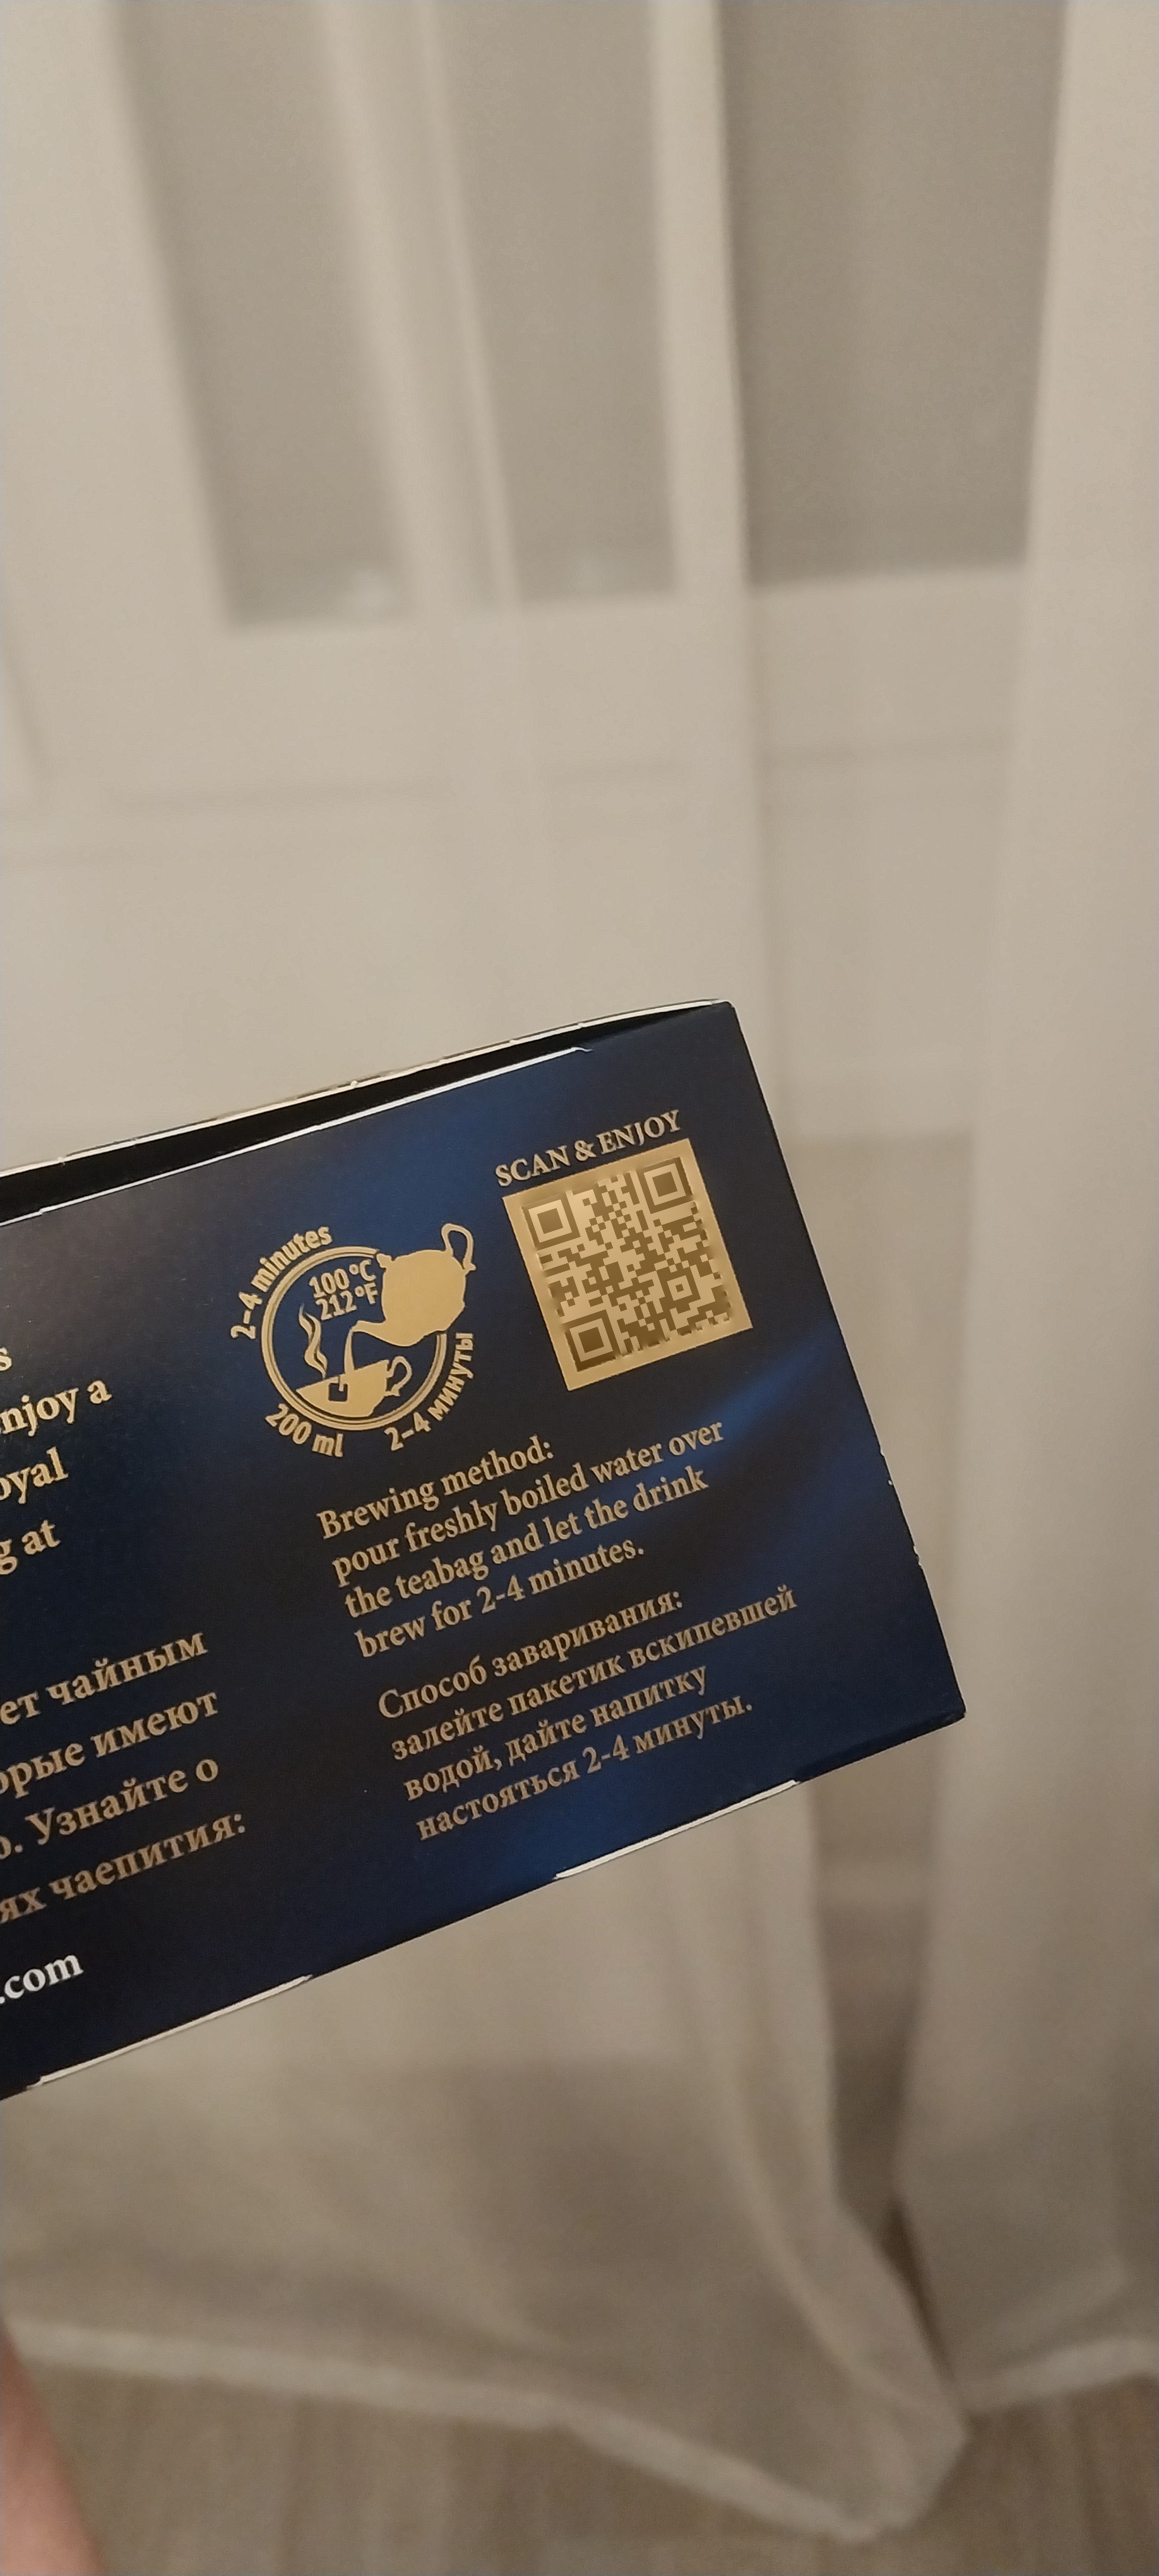 SCAN & ENJOY
2–4 minutes
100°C
212°F
200 ml
2–4 минуты
s
njoy a
oyal
g at
ет чайным
орые имеют
о. Узнайте о
ях чаепития:
.com
Brewing method:
pour freshly boiled water over
the teabag and let the drink
brew for 2-4 minutes.
Способ заваривания:
залейте пакетик вскипевшей
водой, дайте напитку
настояться 2-4 минуты.